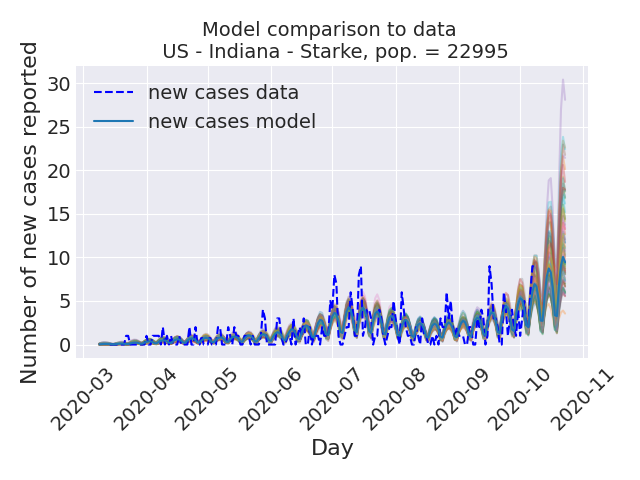 Model comparison to data
US - Indiana - Starke, pop. = 22995
Number of new cases reported
30
25
20
15
10
5
0
new cases data
new cases model
2020-03
2020-04
2020-05
2020-06
2020-07
2020-08
2020-09
2020-10
2020-11
Day